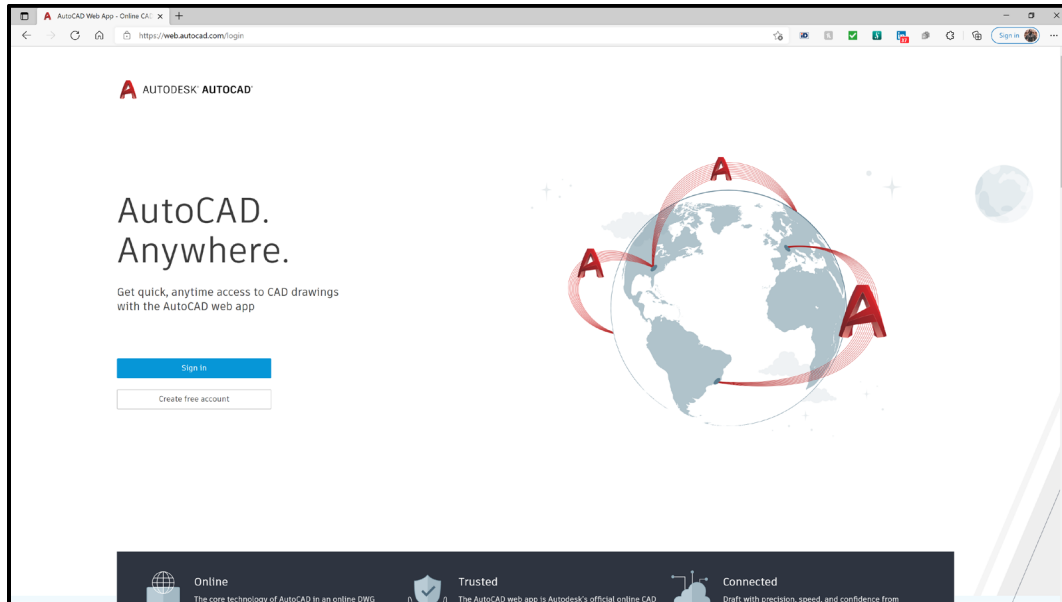 AutoCAD Web App - Online CAD
https://web.autocad.com/login
Sign in
AUTODESK® AUTOCAD®
AutoCAD.
Anywhere.
Get quick, anytime access to CAD drawings
with the AutoCAD web app
Sign in
Create free account
A
A
A
Online
Trusted
Connected
The core technology of AutoCAD in an online DWG
The AutoCAD web app is Autodesk's official online CAD
Draft with precision, speed, and confidence from